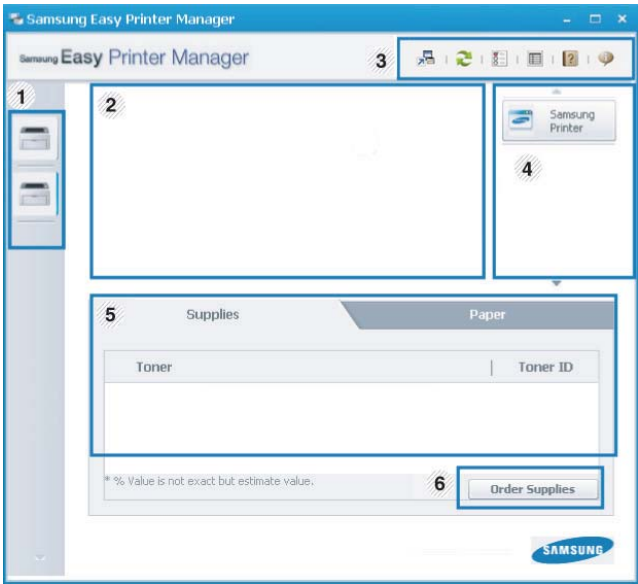 Samsung Easy Printer Manager
Samsung Easy Printer Manager
3
1
2
Samsung
Printer
4
5
Supplies
Paper
Toner
Toner ID
* % Value is not exact but estimate value.
6
Order Supplies
SAMSUNG